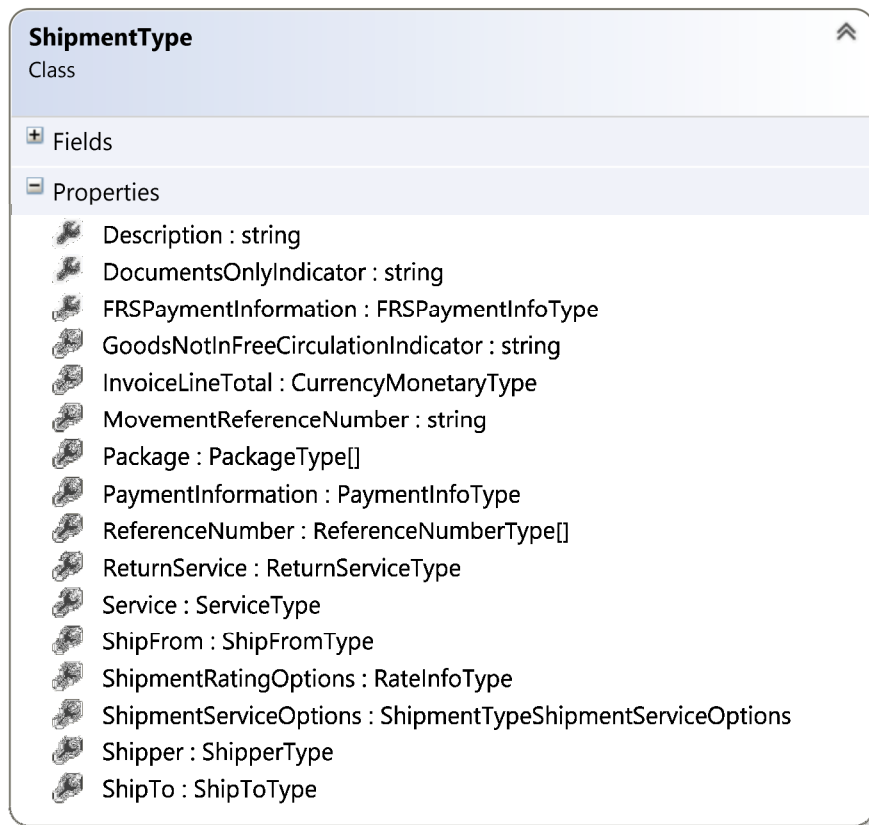 ShipmentType
Class
Fields
Properties
Description : string
DocumentsOnlyIndicator : string
FRSPaymentInformation : FRSPaymentInfoType
GoodsNotInFreeCirculationIndicator : string
InvoiceLineTotal : CurrencyMonetaryType
MovementReferenceNumber : string
Package : PackageType[]
PaymentInformation : PaymentInfoType
ReferenceNumber : ReferenceNumberType[]
ReturnService : ReturnServiceType
Service : ServiceType
ShipFrom : ShipFromType
ShipmentRatingOptions : RateInfoType
ShipmentServiceOptions : ShipmentTypeShipmentServiceOptions
Shipper : ShipperType
ShipTo : ShipToType